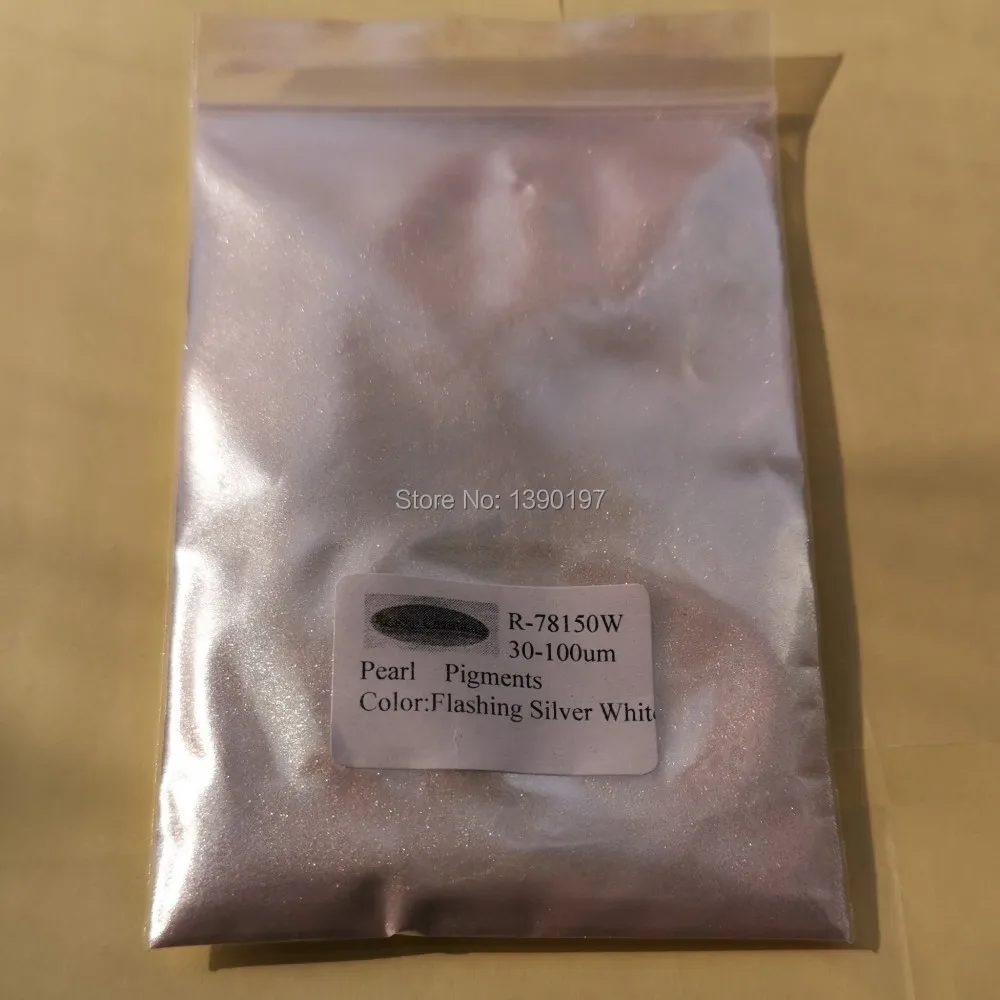 Store No: 1390197
R-78150W
30-100um
Pearl Pigments
Color:Flashing Silver White